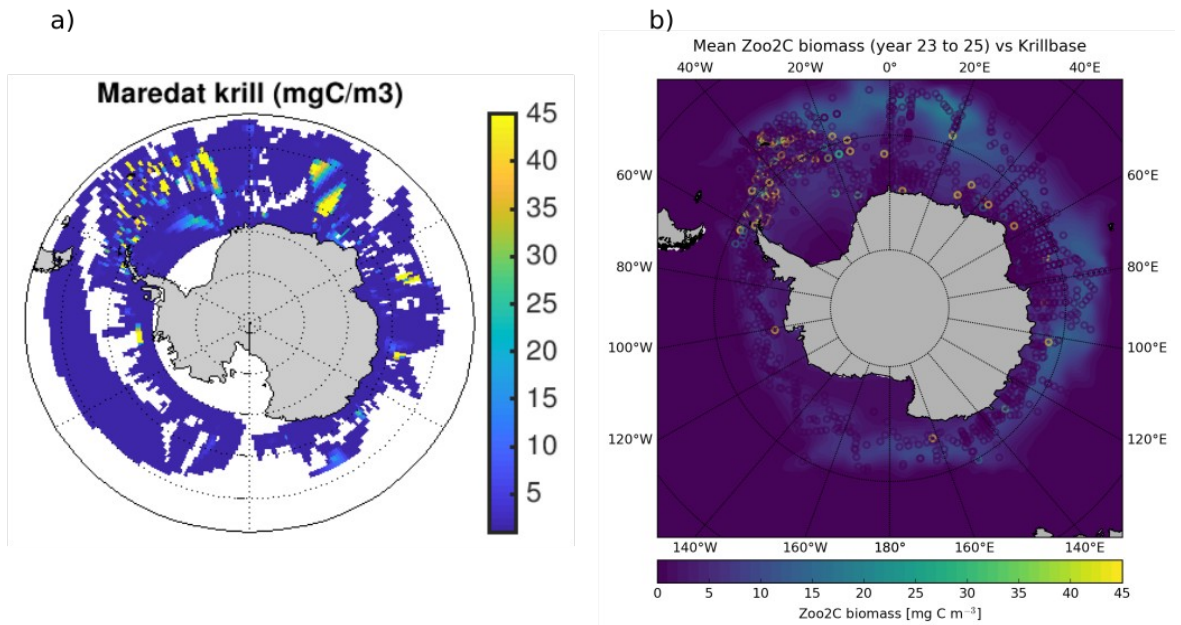 a)
Maredat krill (mgC/m3)
45
40
35
30
25
20
15
10
5
b)
Mean Zoo2C biomass (year 23 to 25) vs Krillbase
40°W 20°W 0° 20°E 40°E
60°W 60°E
80°W 80°E
100°W 100°E
120°W 120°E
140°W 160°W 180° 160°E 140°E
0 5 10 15 20 25 30 35 40 45
Zoo2C biomass [mg C m⁻³]